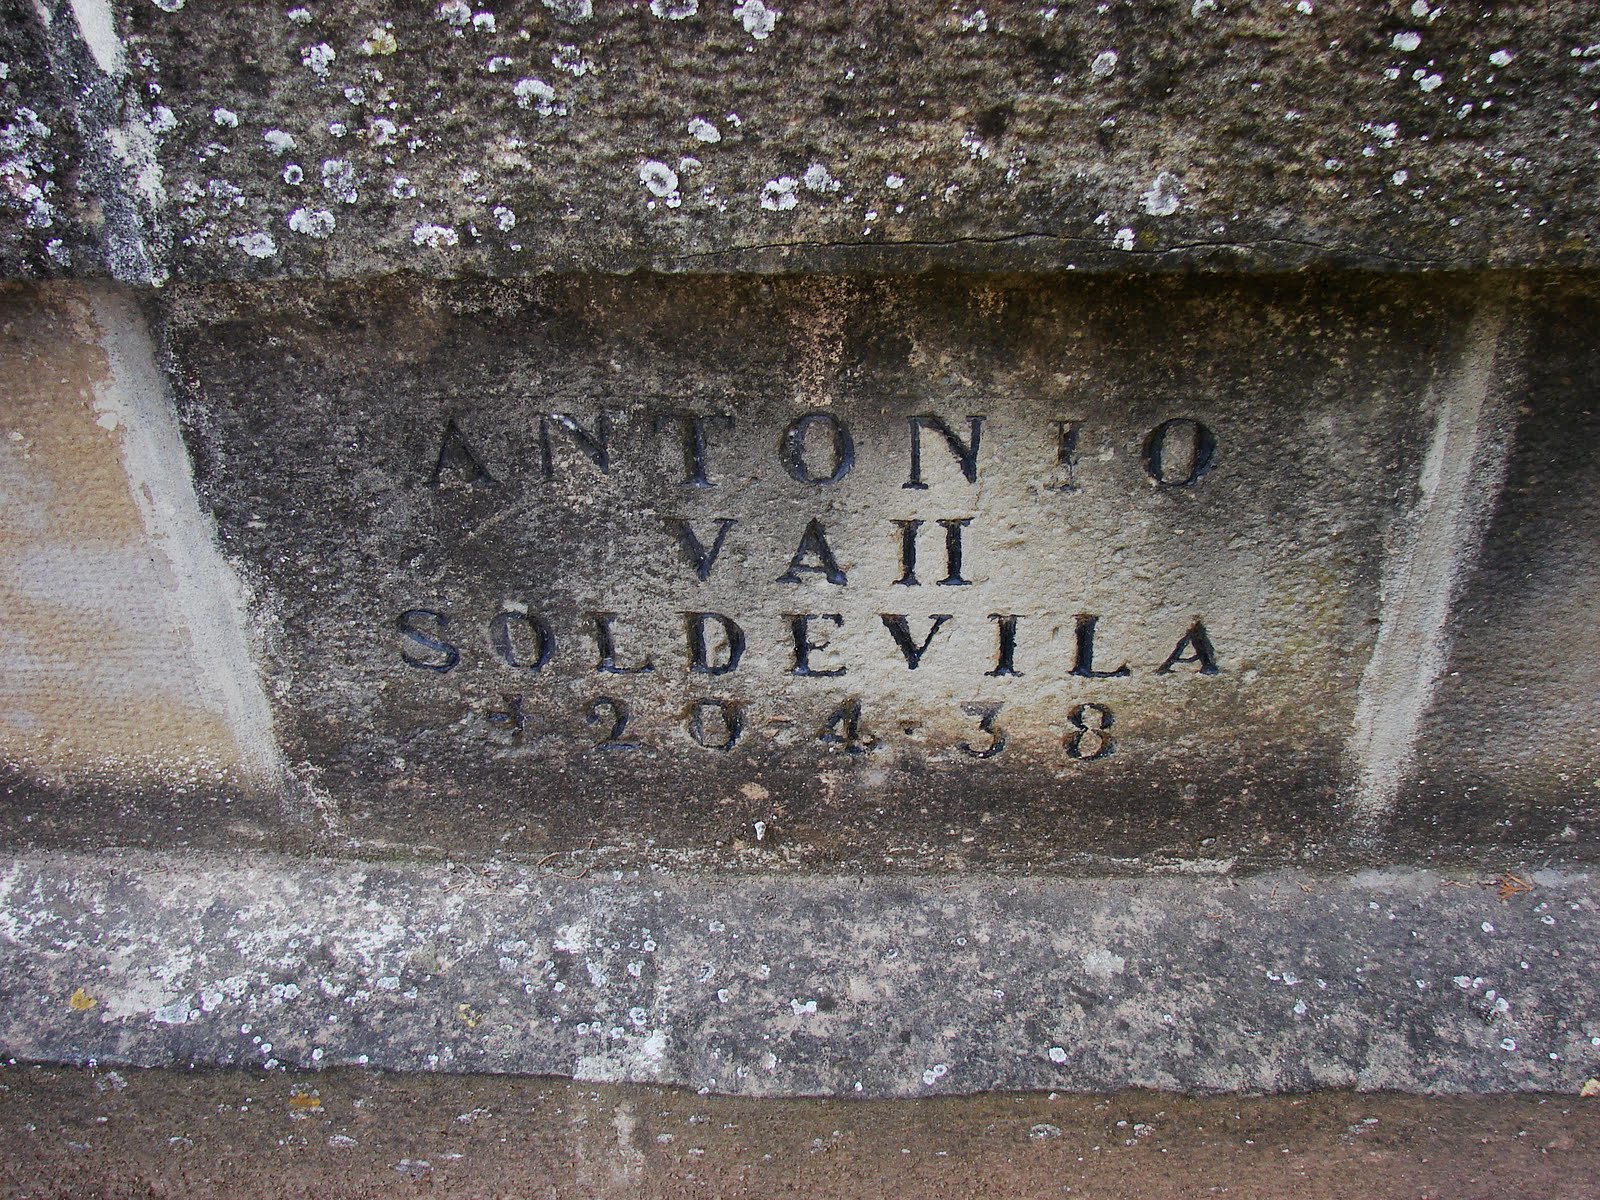 ANTONIO
VAII
SOLDEVILA
† 20-4-38